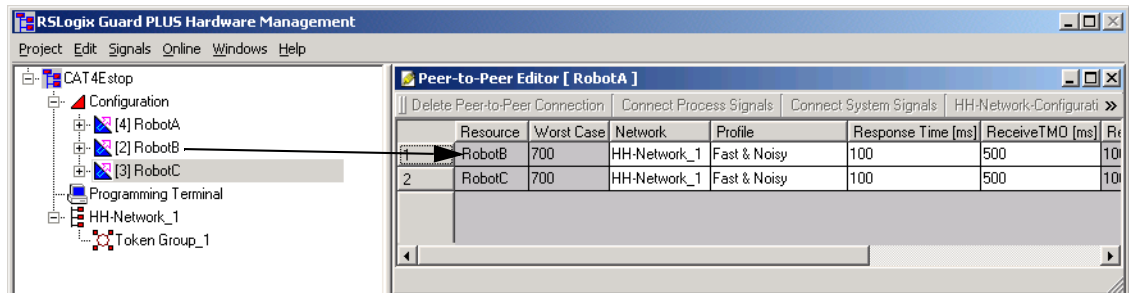 RSLogix Guard PLUS Hardware Management
Project Edit Signals Online Windows Help
CAT4Estop
Configuration
[4] RobotA
[2] RobotB
[3] RobotC
Programming Terminal
HH-Network_1
Token Group_1
Peer-to-Peer Editor [ RobotA ]
Delete Peer-to-Peer Connection Connect Process Signals Connect System Signals HH-Network-Configurati
Resource Worst Case Network Profile Response Time [ms] ReceiveTMO [ms] Re
1 RobotB 700 HH-Network_1 Fast & Noisy 100 500 10
2 RobotC 700 HH-Network_1 Fast & Noisy 100 500 10